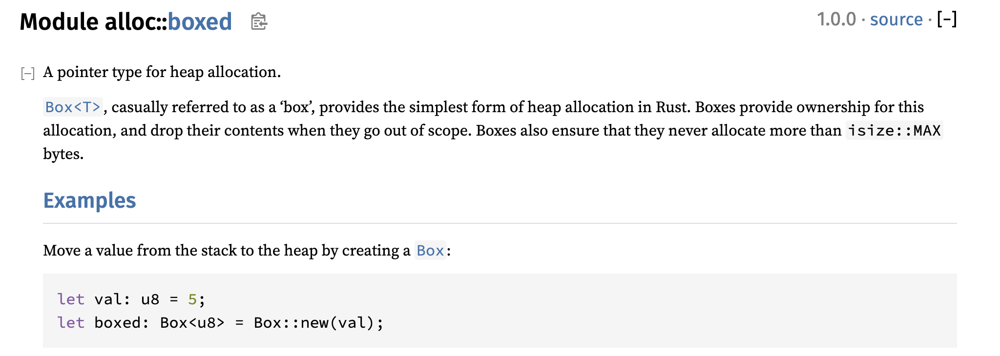 Module alloc::boxed
1.0.0 · source · [-]
[-] A pointer type for heap allocation.
Box<T>, casually referred to as a ‘box’, provides the simplest form of heap allocation in Rust. Boxes provide ownership for this
allocation, and drop their contents when they go out of scope. Boxes also ensure that they never allocate more than isize::MAX
bytes.
Examples
Move a value from the stack to the heap by creating a Box:
let val: u8 = 5;
let boxed: Box<u8> = Box::new(val);